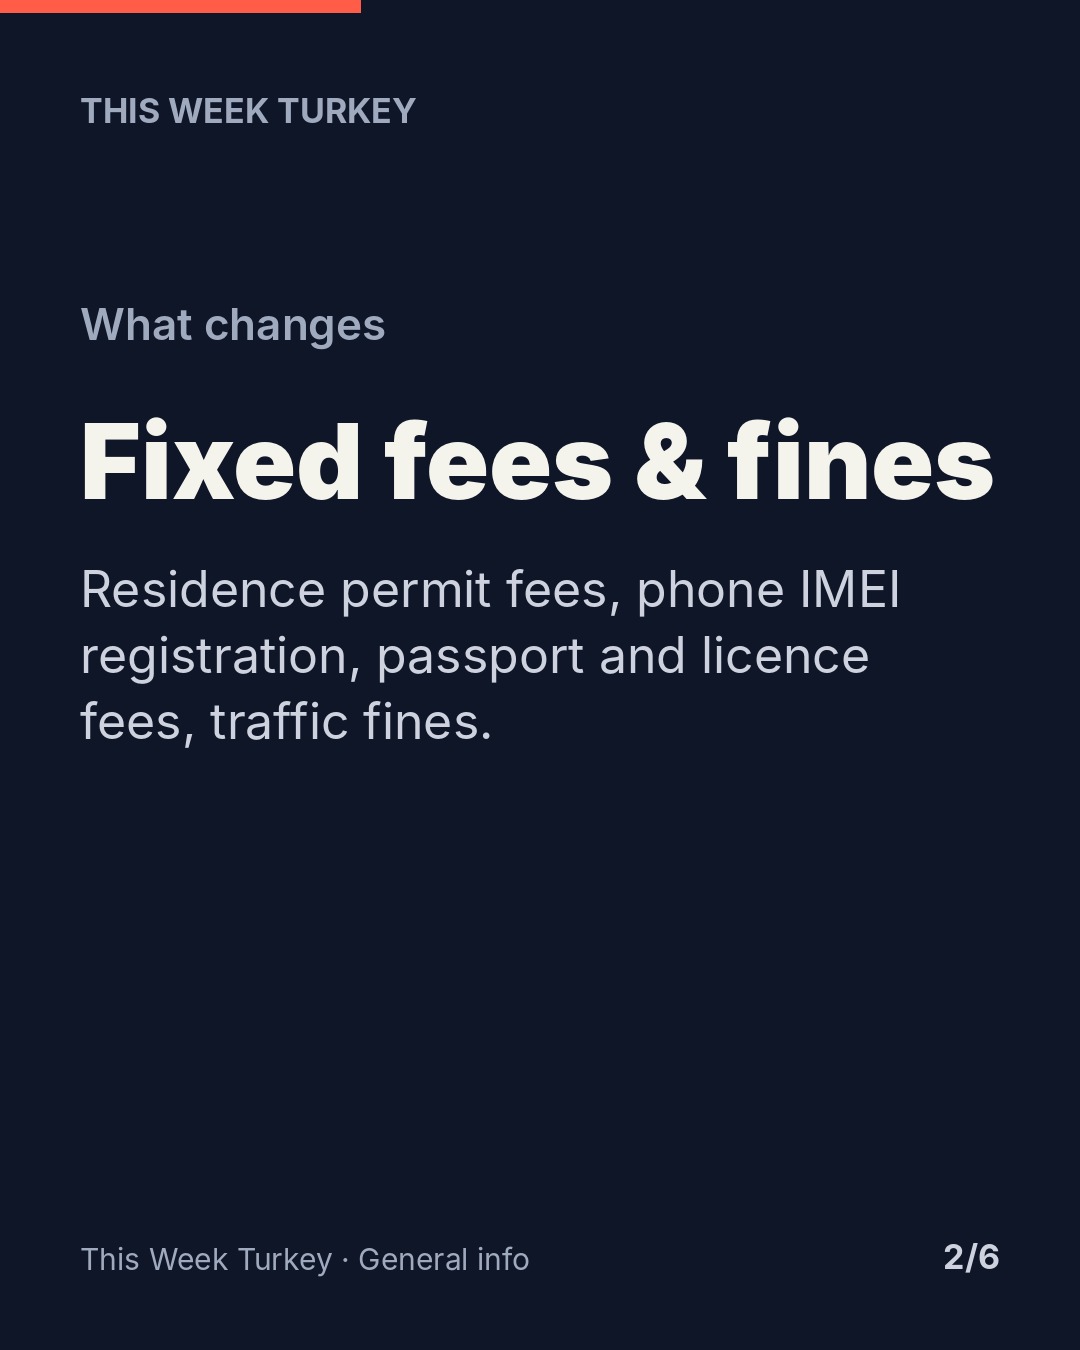 THIS WEEK TURKEY
What changes
Fixed fees & fines
Residence permit fees, phone IMEI
registration, passport and licence
fees, traffic fines.
This Week Turkey · General info
2/6